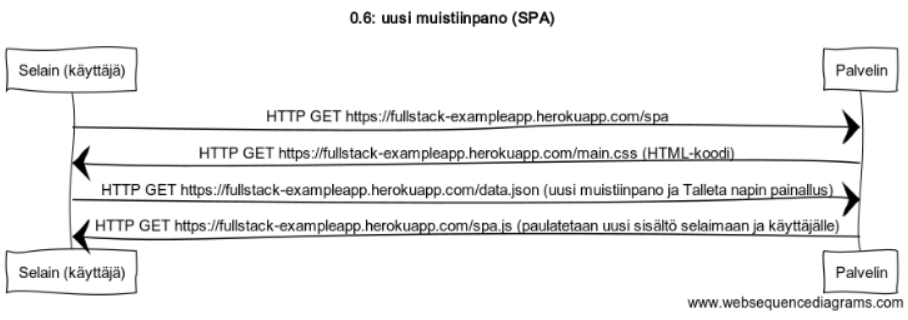 0.6: uusi muistiinpano (SPA)
Selain (käyttäjä)
Palvelin
HTTP GET https://fullstack-exampleapp.herokuapp.com/spa
HTTP GET https://fullstack-exampleapp.herokuapp.com/main.css (HTML-koodi)
HTTP GET https://fullstack-exampleapp.herokuapp.com/data.json (uusi muistiinpano ja Talleta napin painallus)
HTTP GET https://fullstack-exampleapp.herokuapp.com/spa.js (paulatetaan uusi sisältö selaimaan ja käyttäjälle)
Selain (käyttäjä)
Palvelin
www.websequencediagrams.com